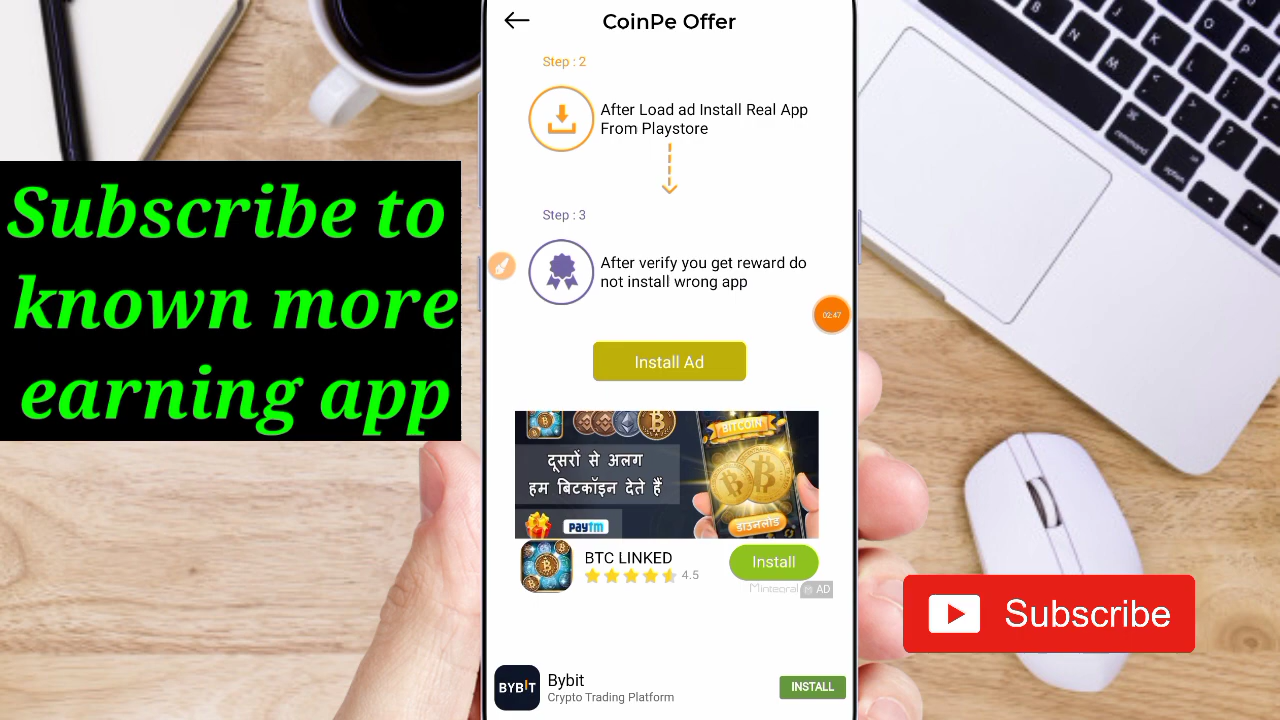 CoinPe Offer
Step : 2
After Load ad Install Real App
From Playstore
Step : 3
After verify you get reward do
not install wrong app
02:47
Install Ad
Subscribe to
known more
earning app
BITCOIN
दूसरों से अलग
हम बिटकॉइन देते हैं
paytm
डाउनलोड
BTC LINKED
Install
4.5
Mintegral
AD
Subscribe
BYBIT
Bybit
Crypto Trading Platform
INSTALL
command
option
K
L
N
M